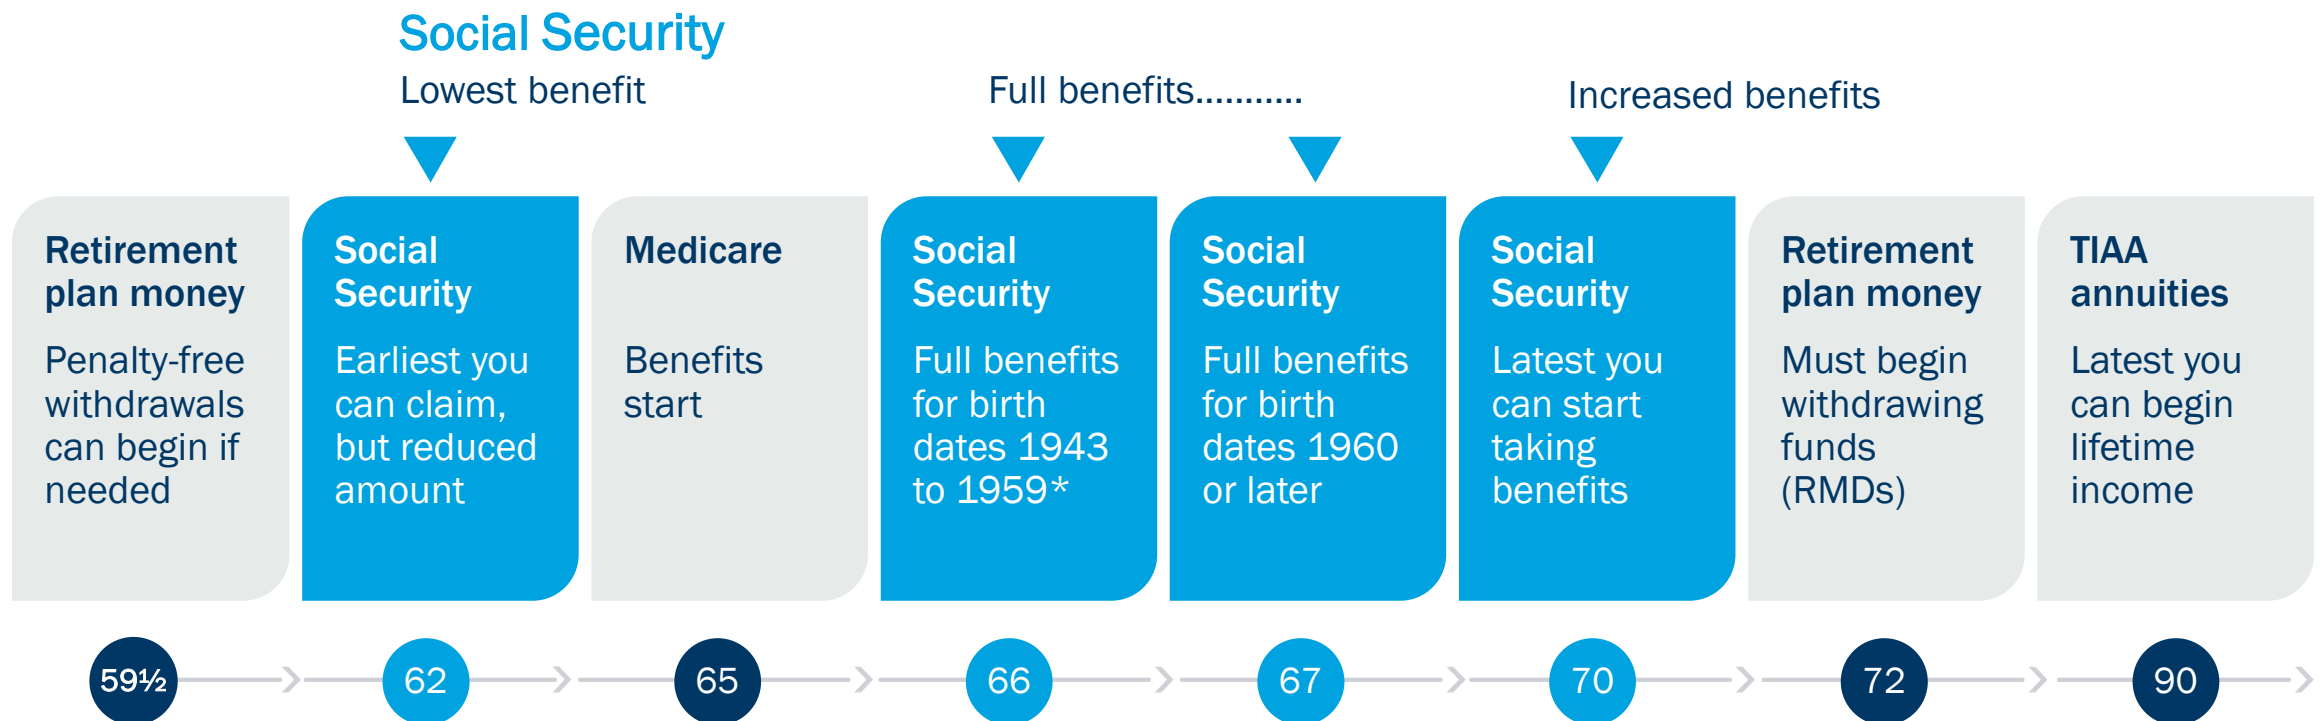 Social Security
Lowest benefit
Full benefits...........
Increased benefits
Retirement
plan money
Penalty-free
withdrawals
can begin if
needed
Social
Security
Earliest you
can claim,
but reduced
amount
Medicare
Benefits
start
Social
Security
Full benefits
for birth
dates 1943
to 1959*
Social
Security
Full benefits
for birth
dates 1960
or later
Social
Security
Latest you
can start
taking
benefits
Retirement
plan money
Must begin
withdrawing
funds
(RMDs)
TIAA
annuities
Latest you
can begin
lifetime
income
59½
62
65
66
67
70
72
90